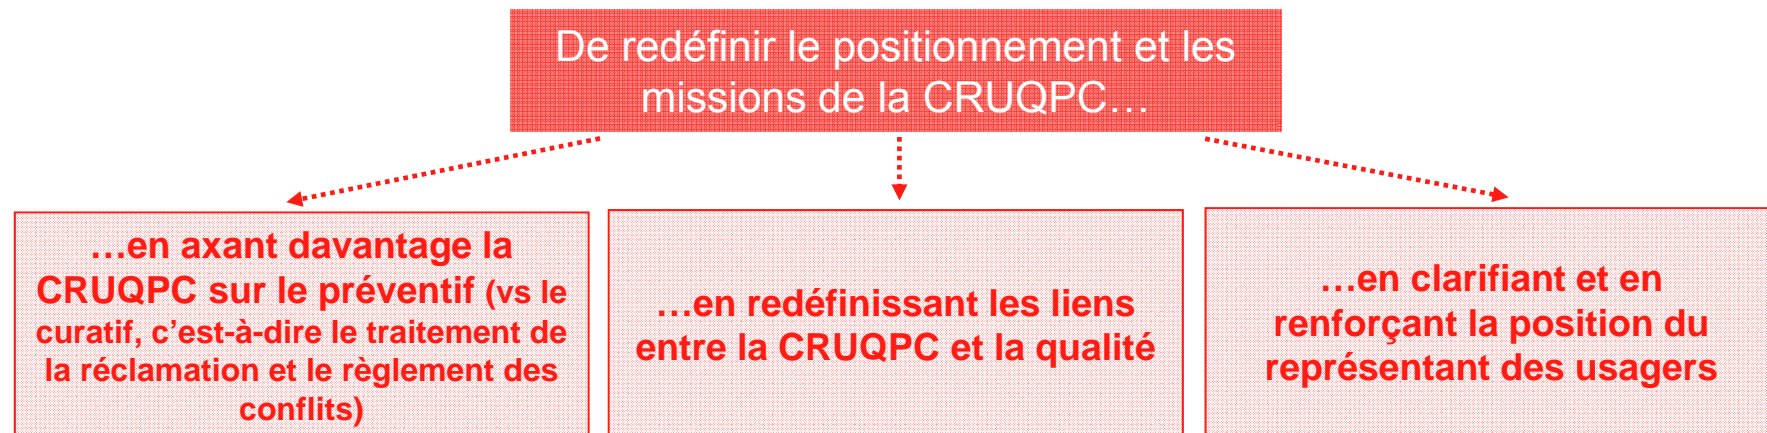 De redéfinir le positionnement et les
missions de la CRUQPC…
…en axant davantage la
CRUQPC sur le préventif (vs le
curatif, c’est-à-dire le traitement de
la réclamation et le règlement des
conflits)
…en redéfinissant les liens
entre la CRUQPC et la qualité
…en clarifiant et en
renforçant la position du
représentant des usagers